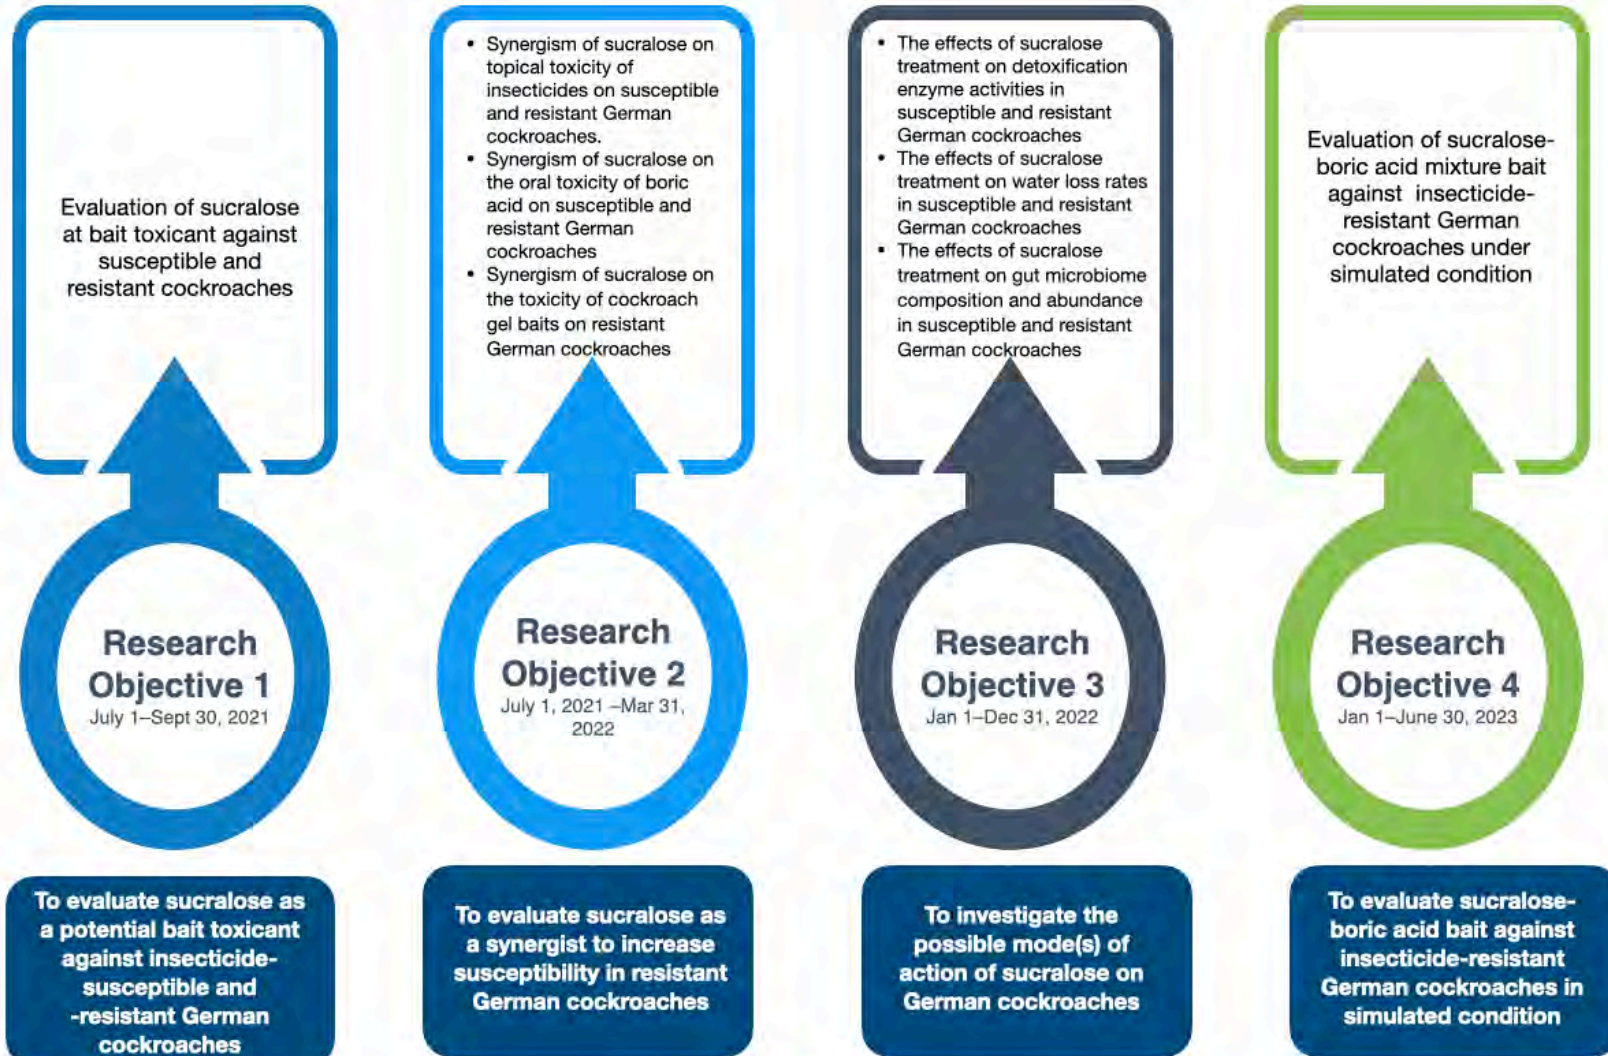 Evaluation of sucralose
at bait toxicant against
susceptible and
resistant cockroaches
• Synergism of sucralose on
topical toxicity of
insecticides on susceptible
and resistant German
cockroaches.
• Synergism of sucralose on
the oral toxicity of boric
acid on susceptible and
resistant German
cockroaches
• Synergism of sucralose on
the toxicity of cockroach
gel baits on resistant
German cockroaches
• The effects of sucralose
treatment on detoxification
enzyme activities in
susceptible and resistant
German cockroaches
• The effects of sucralose
treatment on water loss rates
in susceptible and resistant
German cockroaches
• The effects of sucralose
treatment on gut microbiome
composition and abundance
in susceptible and resistant
German cockroaches
Evaluation of sucralose-
boric acid mixture bait
against insecticide-
resistant German
cockroaches under
simulated condition
Research
Objective 1
July 1–Sept 30, 2021
Research
Objective 2
July 1, 2021 –Mar 31,
2022
Research
Objective 3
Jan 1–Dec 31, 2022
Research
Objective 4
Jan 1–June 30, 2023
To evaluate sucralose as
a potential bait toxicant
against insecticide-
susceptible and
-resistant German
cockroaches
To evaluate sucralose as
a synergist to increase
susceptibility in resistant
German cockroaches
To investigate the
possible mode(s) of
action of sucralose on
German cockroaches
To evaluate sucralose-
boric acid bait against
insecticide-resistant
German cockroaches in
simulated condition